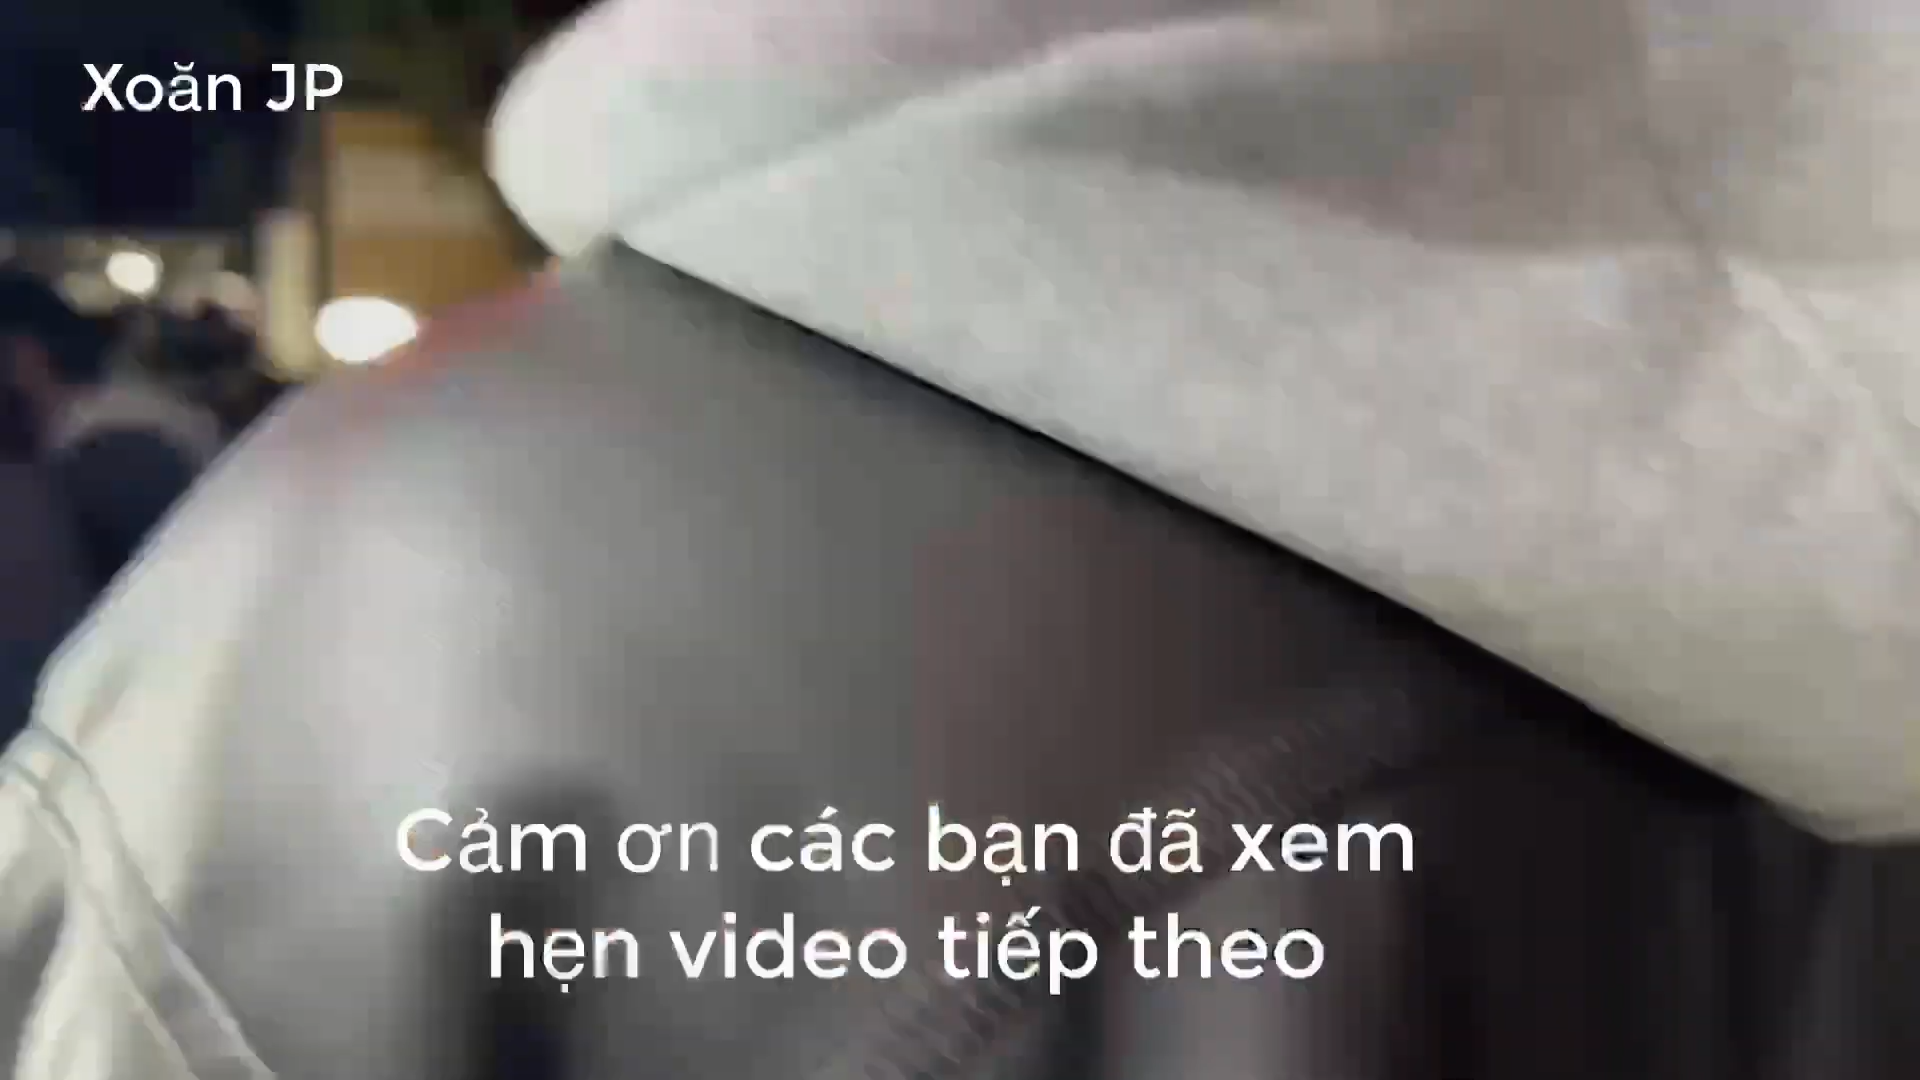 Xoăn JP
Cảm ơn các bạn đã xem
hẹn video tiếp theo